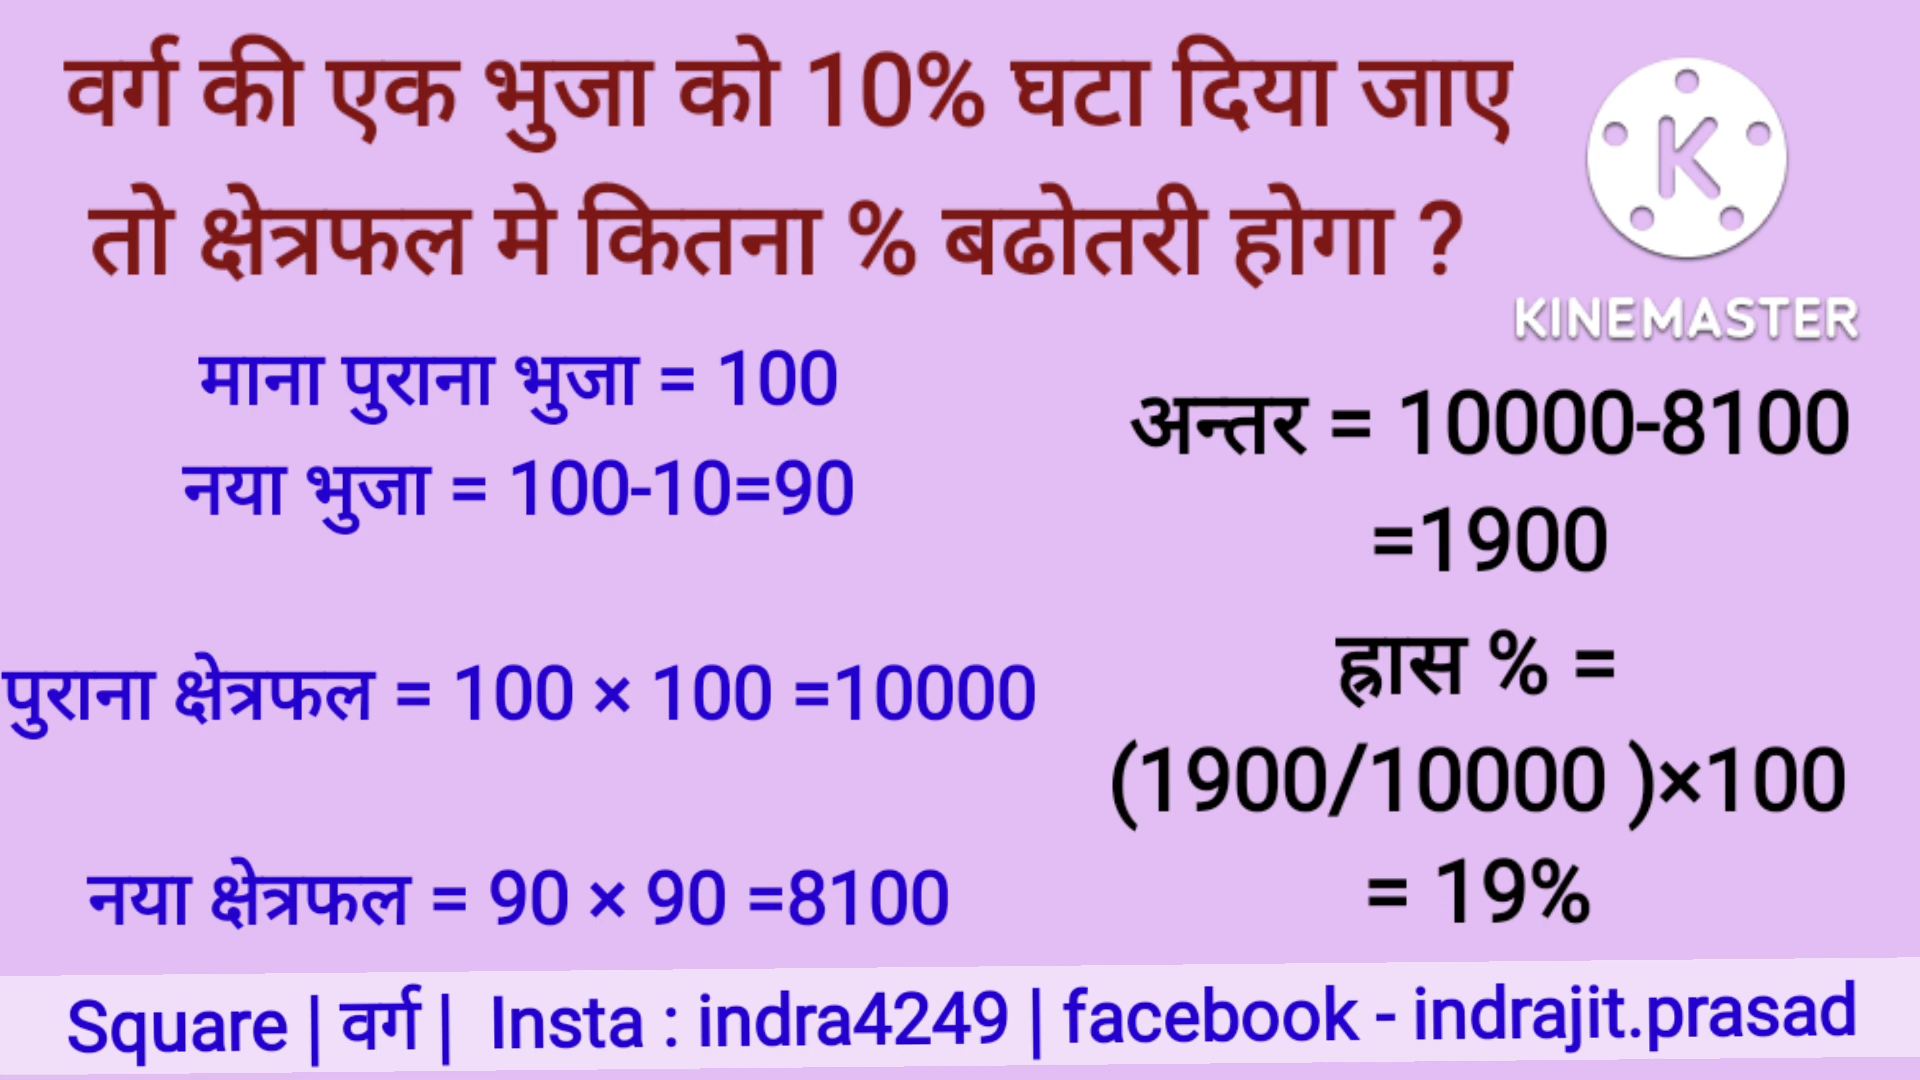 वर्ग की एक भुजा को 10% घटा दिया जाए
तो क्षेत्रफल मे कितना % बढोतरी होगा ?
K
KINEMASTER
माना पुराना भुजा = 100
नया भुजा = 100-10=90
पुराना क्षेत्रफल = 100 × 100 =10000
नया क्षेत्रफल = 90 × 90 =8100
अन्तर = 10000-8100
=1900
ह्रास % =
(1900/10000 )×100
= 19%
Square | वर्ग | Insta : indra4249 | facebook - indrajit.prasad